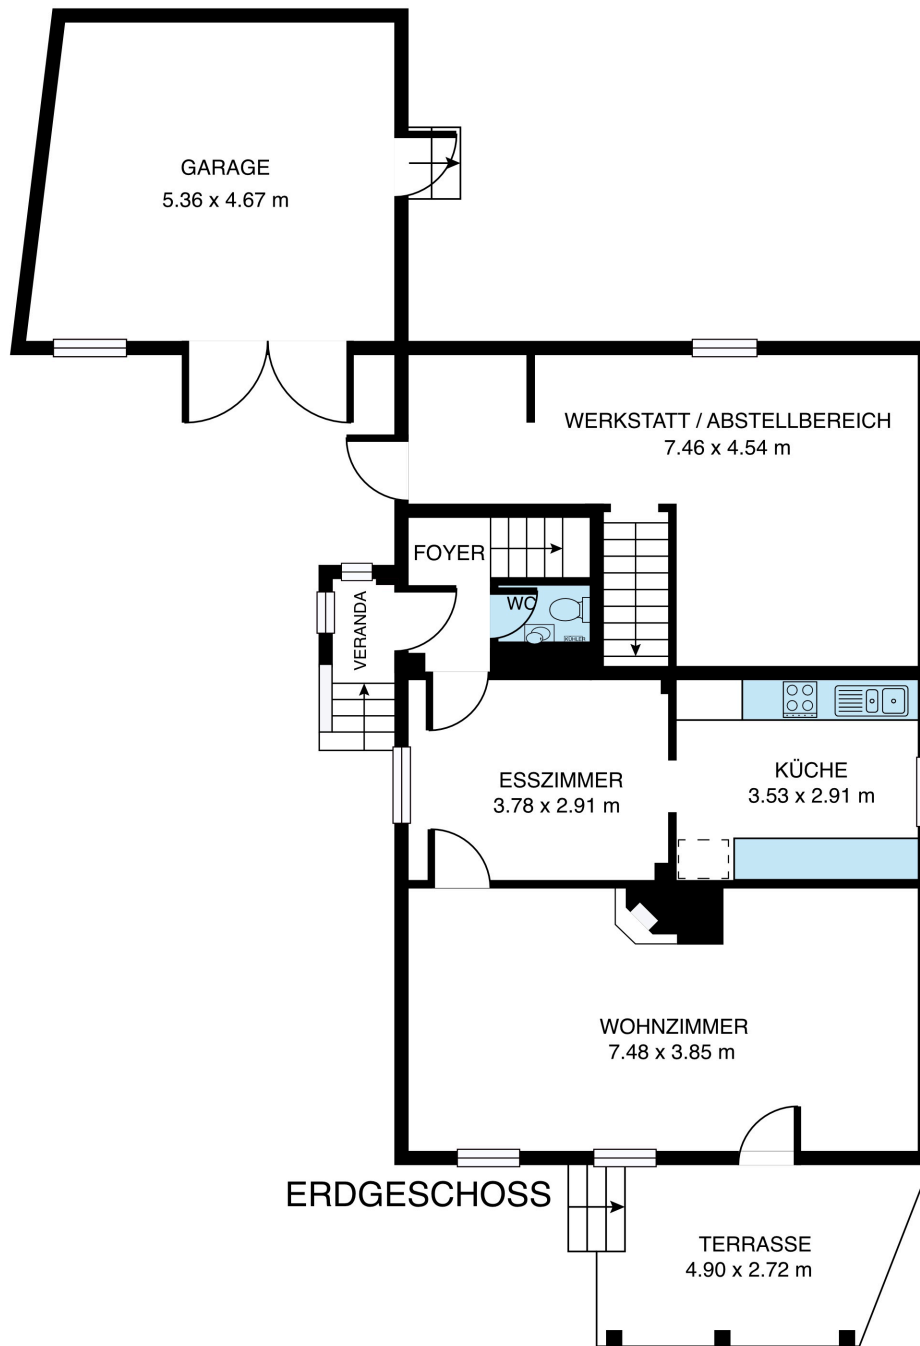 GARAGE
5.36 x 4.67 m
WERKSTATT / ABSTELLBEREICH
7.46 x 4.54 m
FOYER
WC
VERANDA
ESSZIMMER
3.78 x 2.91 m
KÜCHE
3.53 x 2.91 m
WOHNZIMMER
7.48 x 3.85 m
ERDGESCHOSS
TERRASSE
4.90 x 2.72 m